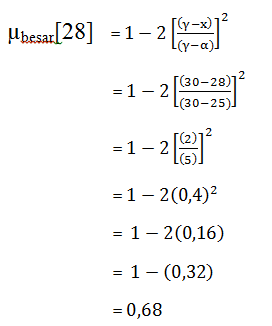 μbesar[28] = 1 − 2 [(γ−x)/(γ−α)]²
= 1 − 2 [(30−28)/(30−25)]²
= 1 − 2 [(2)/(5)]²
= 1 − 2(0,4)²
= 1 − 2(0,16)
= 1 − (0,32)
= 0,68